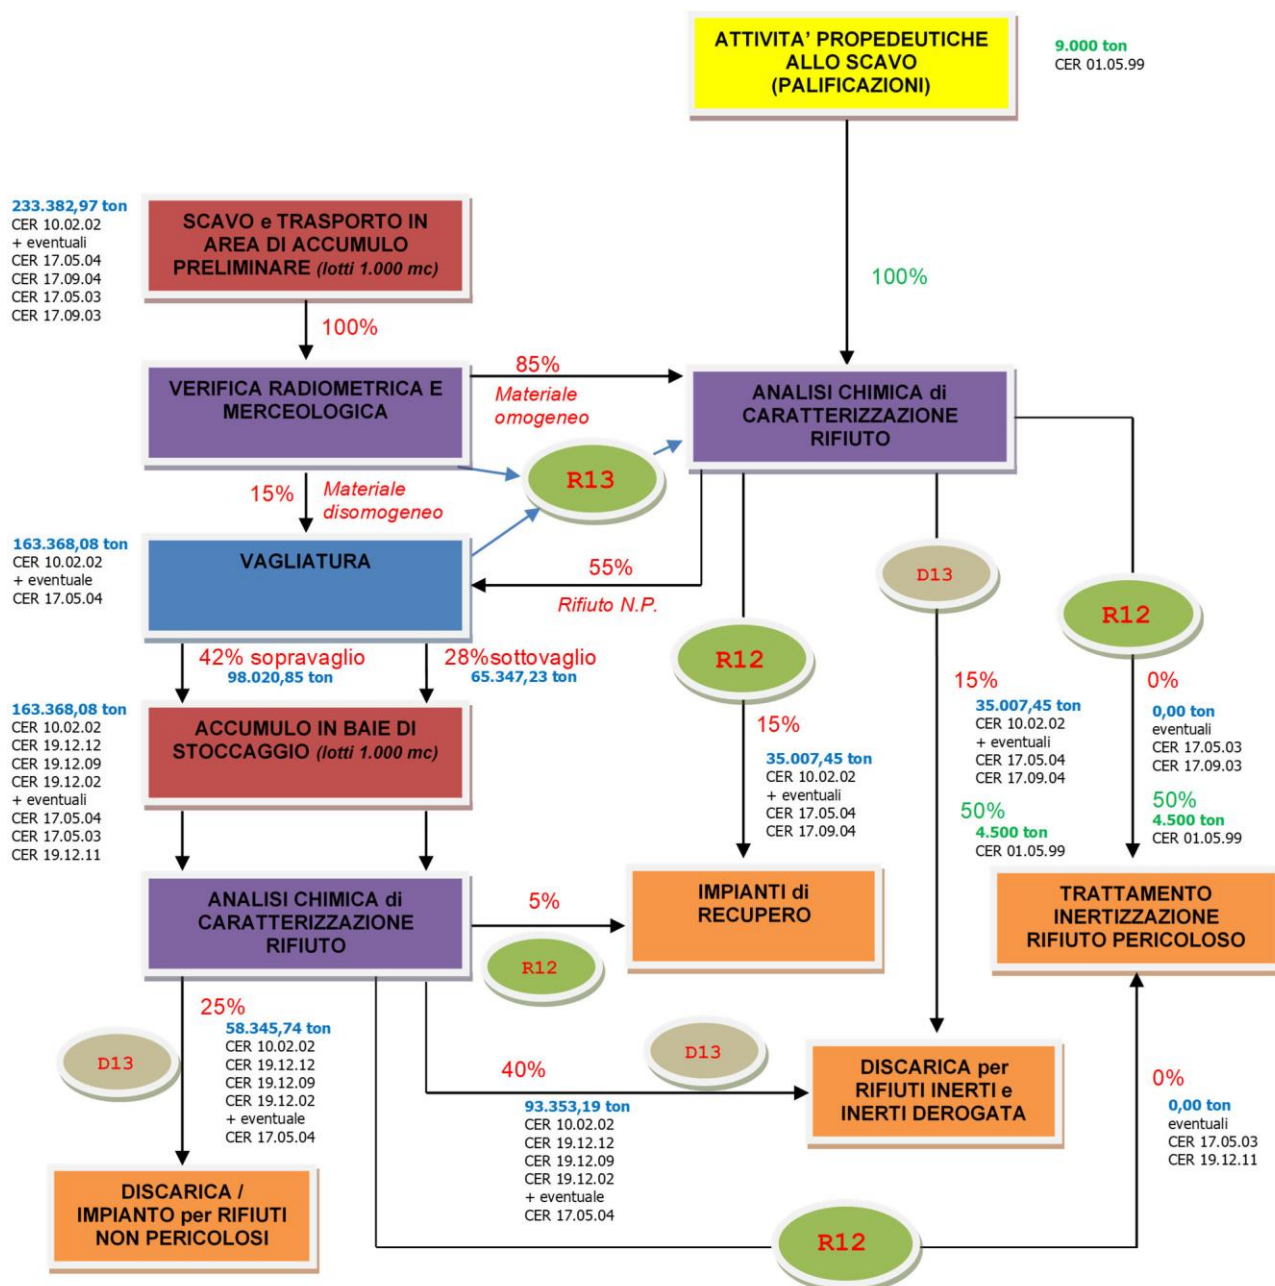 ATTIVITA' PROPEDEUTICHE
ALLO SCAVO
(PALIFICAZIONI)
9.000 ton
CER 01.05.99
100%
233.382,97 ton
CER 10.02.02
+ eventuali
CER 17.05.04
CER 17.09.04
CER 17.05.03
CER 17.09.03
SCAVO e TRASPORTO IN
AREA DI ACCUMULO
PRELIMINARE (lotti 1.000 mc)
100%
VERIFICA RADIOMETRICA E
MERCEOLOGICA
85%
Materiale
omogeneo
ANALISI CHIMICA di
CARATTERIZZAZIONE
RIFIUTO
R13
15%
Materiale
disomogeneo
163.368,08 ton
CER 10.02.02
+ eventuale
CER 17.05.04
VAGLIATURA
55%
Rifiuto N.P.
D13
R12
R12
42% sopravaglio
98.020,85 ton
28%sottovaglio
65.347,23 ton
15%
35.007,45 ton
CER 10.02.02
+ eventuali
CER 17.05.04
CER 17.09.04
15%
35.007,45 ton
CER 10.02.02
+ eventuali
CER 17.05.04
CER 17.09.04
50%
4.500 ton
CER 01.05.99
0%
0,00 ton
eventuali
CER 17.05.03
CER 17.09.03
50%
4.500 ton
CER 01.05.99
163.368,08 ton
CER 10.02.02
CER 19.12.12
CER 19.12.09
CER 19.12.02
+ eventuali
CER 17.05.04
CER 17.05.03
CER 19.12.11
ACCUMULO IN BAIE DI
STOCCAGGIO (lotti 1.000 mc)
ANALISI CHIMICA di
CARATTERIZZAZIONE
RIFIUTO
5%
R12
IMPIANTI di
RECUPERO
TRATTAMENTO
INERTIZZAZIONE
RIFIUTO PERICOLOSO
25%
58.345,74 ton
CER 10.02.02
CER 19.12.12
CER 19.12.09
CER 19.12.02
+ eventuale
CER 17.05.04
D13
D13
40%
93.353,19 ton
CER 10.02.02
CER 19.12.12
CER 19.12.09
CER 19.12.02
+ eventuale
CER 17.05.04
DISCARICA per
RIFIUTI INERTI e
INERTI DEROGATA
0%
0,00 ton
eventuali
CER 17.05.03
CER 19.12.11
DISCARICA /
IMPIANTO per RIFIUTI
NON PERICOLOSI
R12